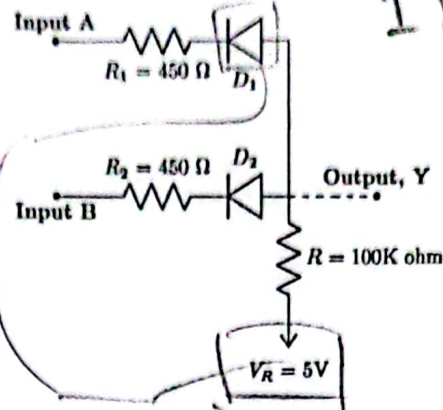 Input A
R₁ = 450 Ω
D₁
R₂ = 450 Ω
D₂
Output, Y
Input B
R = 100K ohm
V_R = 5V